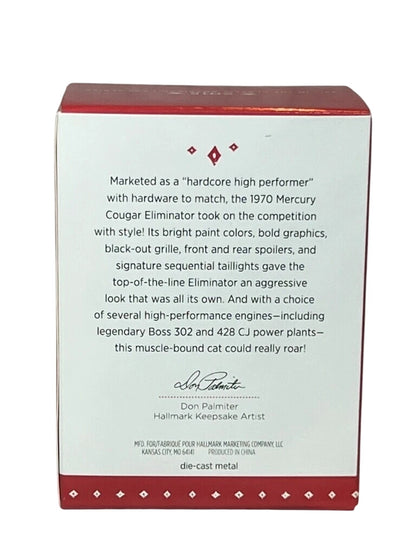 Marketed as a "hardcore high performer"
with hardware to match, the 1970 Mercury
Cougar Eliminator took on the competition
with style! Its bright paint colors, bold graphics,
black-out grille, front and rear spoilers, and
signature sequential taillights gave the
top-of-the-line Eliminator an aggressive
look that was all its own. And with a choice
of several high-performance engines—including
legendary Boss 302 and 428 CJ power plants—
this muscle-bound cat could really roar!
Don Palmiter
Don Palmiter
Hallmark Keepsake Artist
MFD. FOR/FABRIQUÉ POUR HALLMARK MARKETING COMPANY, LLC
KANSAS CITY, MO 64141 PRODUCED IN CHINA
die-cast metal